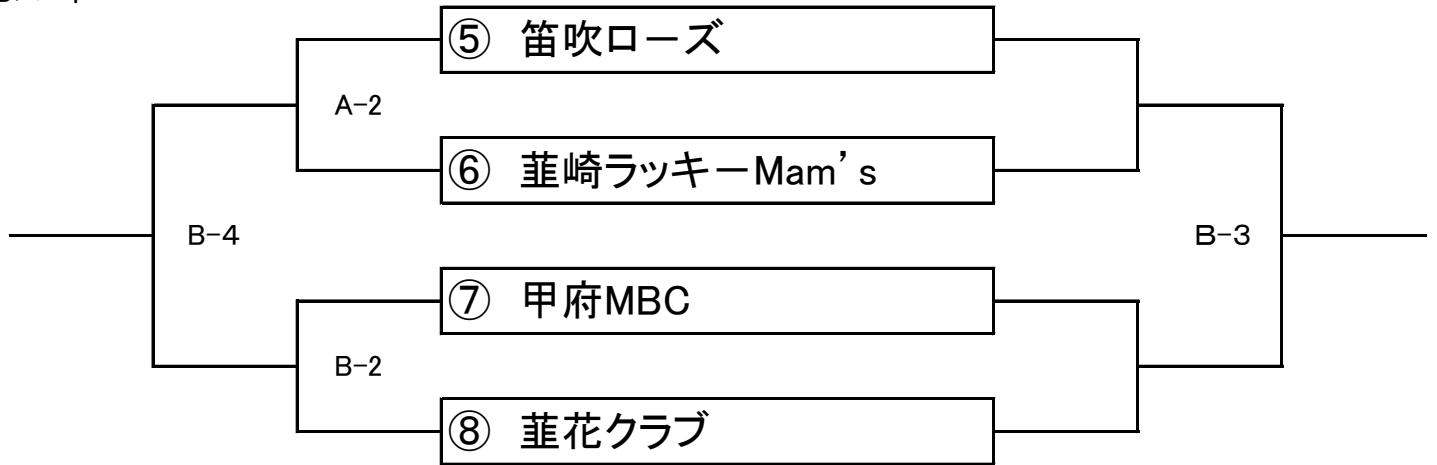 ⑤ 笛吹ローズ
A-2
⑥ 韮崎ラッキーMam's
B-4
B-3
⑦ 甲府MBC
B-2
⑧ 韮花クラブ